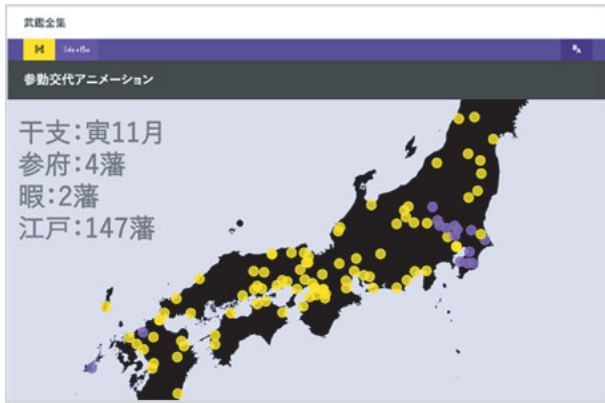 武鑑全集
参勤交代アニメーション
干支:寅11月
参府:4藩
暇:2藩
江戸:147藩